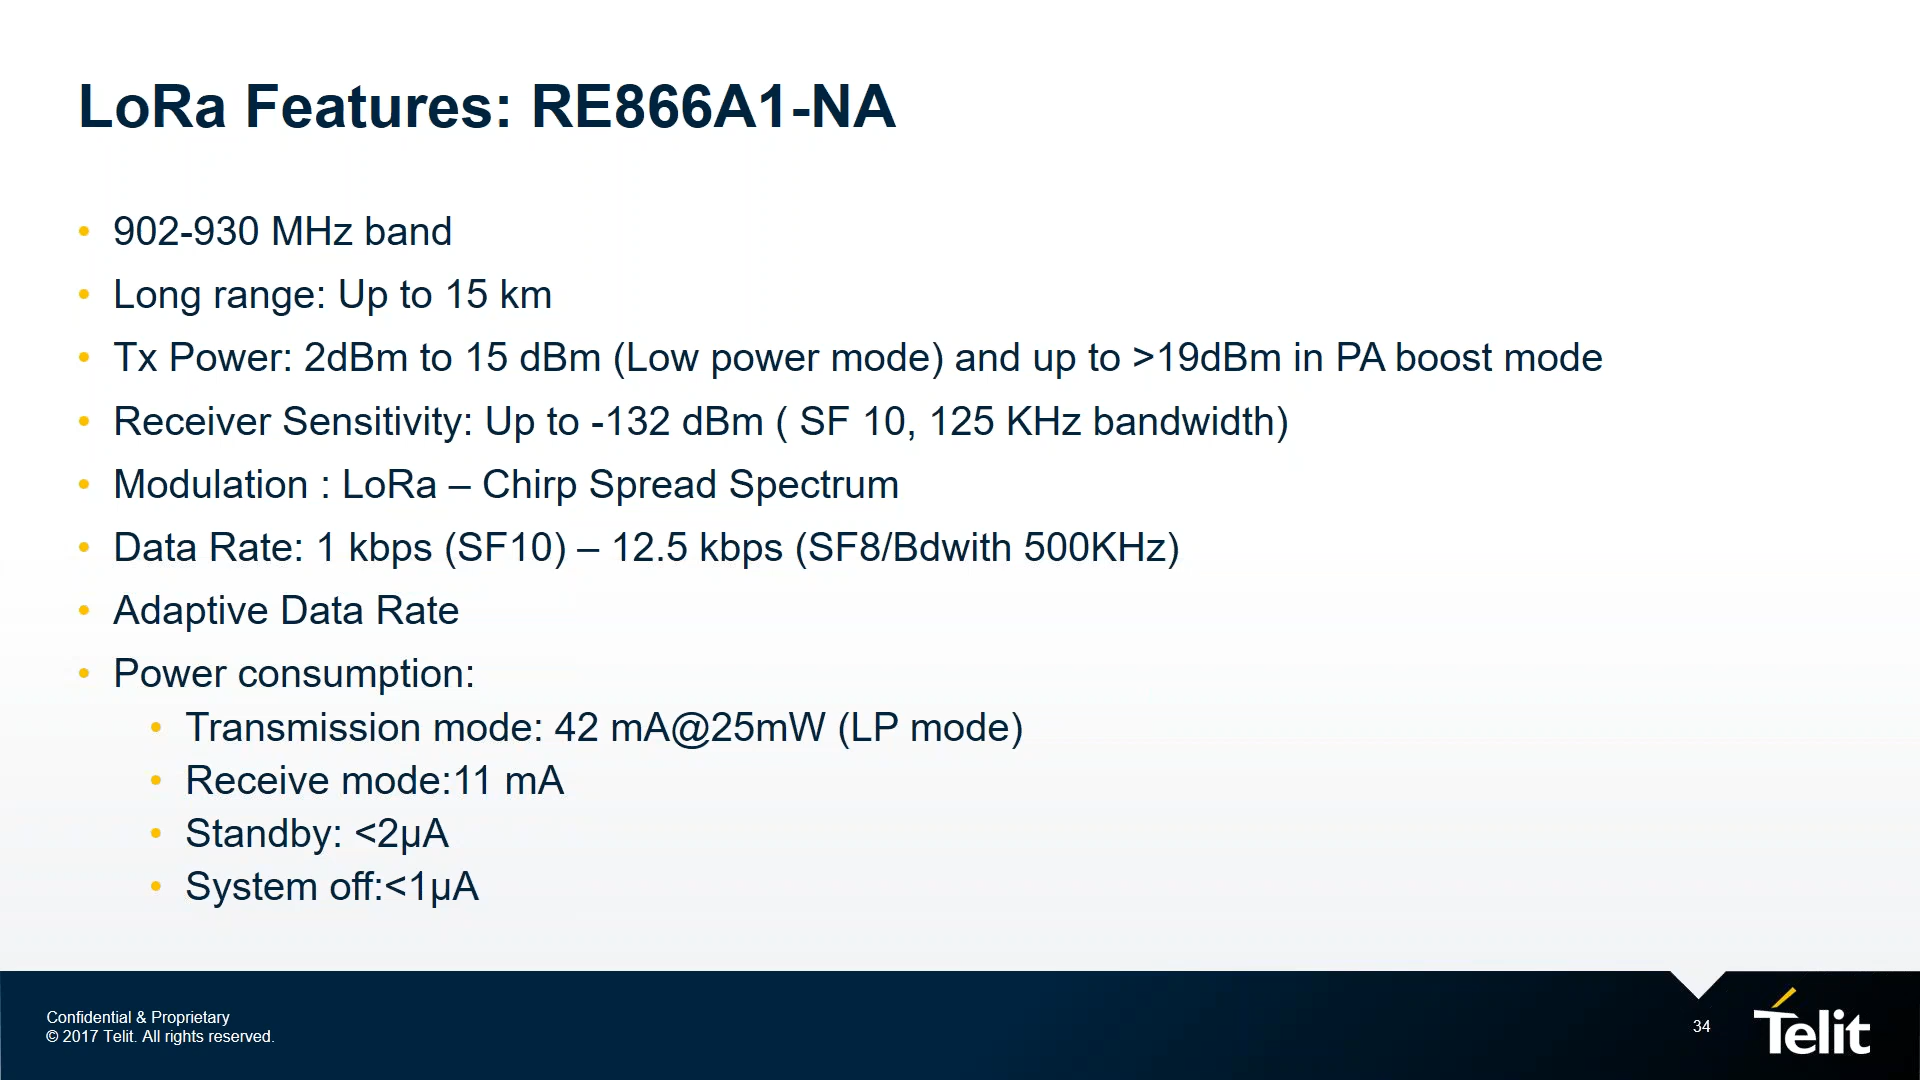 LoRa Features: RE866A1-NA
• 902-930 MHz band
• Long range: Up to 15 km
• Tx Power: 2dBm to 15 dBm (Low power mode) and up to >19dBm in PA boost mode
• Receiver Sensitivity: Up to -132 dBm ( SF 10, 125 KHz bandwidth)
• Modulation : LoRa – Chirp Spread Spectrum
• Data Rate: 1 kbps (SF10) – 12.5 kbps (SF8/Bdwith 500KHz)
• Adaptive Data Rate
• Power consumption:
• Transmission mode: 42 mA@25mW (LP mode)
• Receive mode:11 mA
• Standby: <2µA
• System off:<1µA
Confidential & Proprietary
© 2017 Telit. All rights reserved.
34
Telit